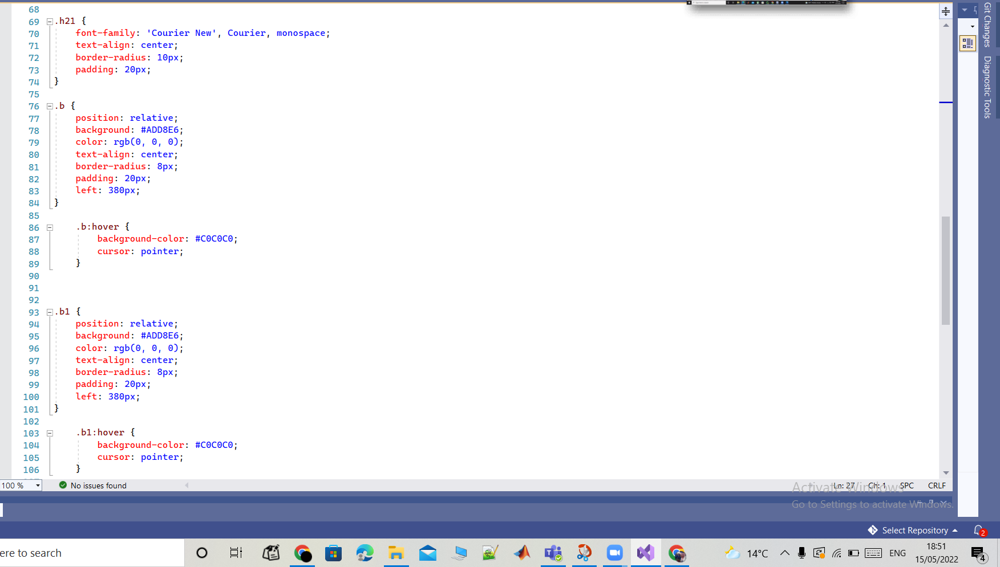 68
69 .h21 {
70 font-family: 'Courier New', Courier, monospace;
71 text-align: center;
72 border-radius: 10px;
73 padding: 20px;
74 }
75
76 .b {
77 position: relative;
78 background: #ADD8E6;
79 color: rgb(0, 0, 0);
80 text-align: center;
81 border-radius: 8px;
82 padding: 20px;
83 left: 380px;
84 }
85
86 .b:hover {
87 background-color: #C0C0C0;
88 cursor: pointer;
89 }
90
91
92
93 .b1 {
94 position: relative;
95 background: #ADD8E6;
96 color: rgb(0, 0, 0);
97 text-align: center;
98 border-radius: 8px;
99 padding: 20px;
100 left: 380px;
101 }
102
103 .b1:hover {
104 background-color: #C0C0C0;
105 cursor: pointer;
106 }
Git Changes
Diagnostic Tools
100 %
No issues found
Ln: 27 Ch: 1 SPC CRLF
Activate Windows
Go to Settings to activate Windows.
Select Repository
2
ere to search
14°C
ENG
18:51
15/05/2022
4